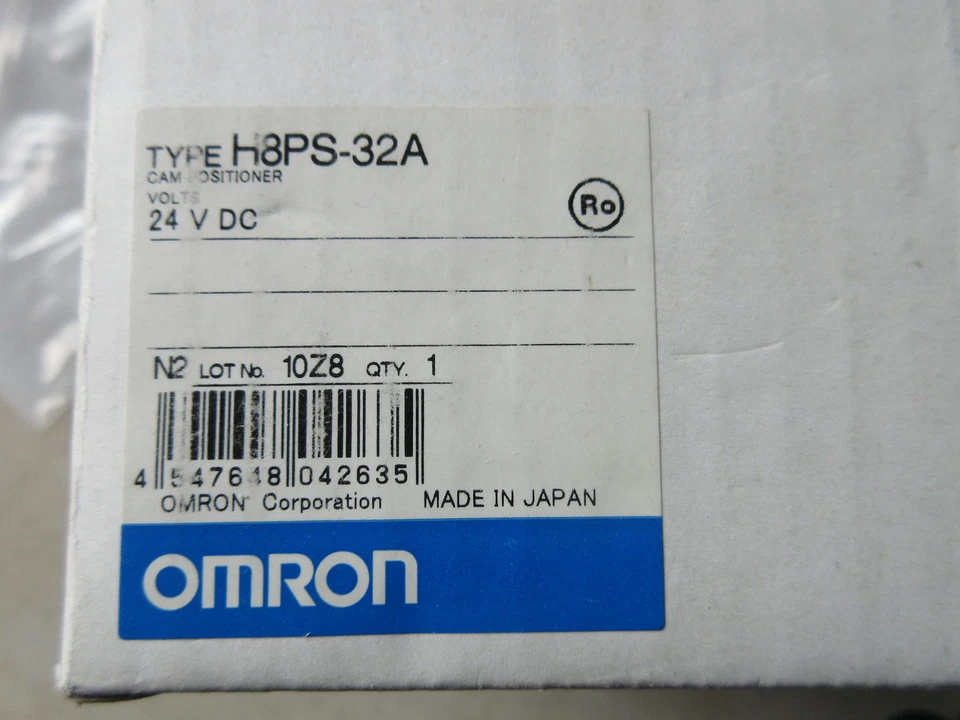 TYPE H8PS-32A
CAM POSITIONER
VOLTS
24 V DC
Ro
N2 LOT No. 10Z8 QTY. 1
4 547648 042635
OMRON Corporation MADE IN JAPAN
OMRON